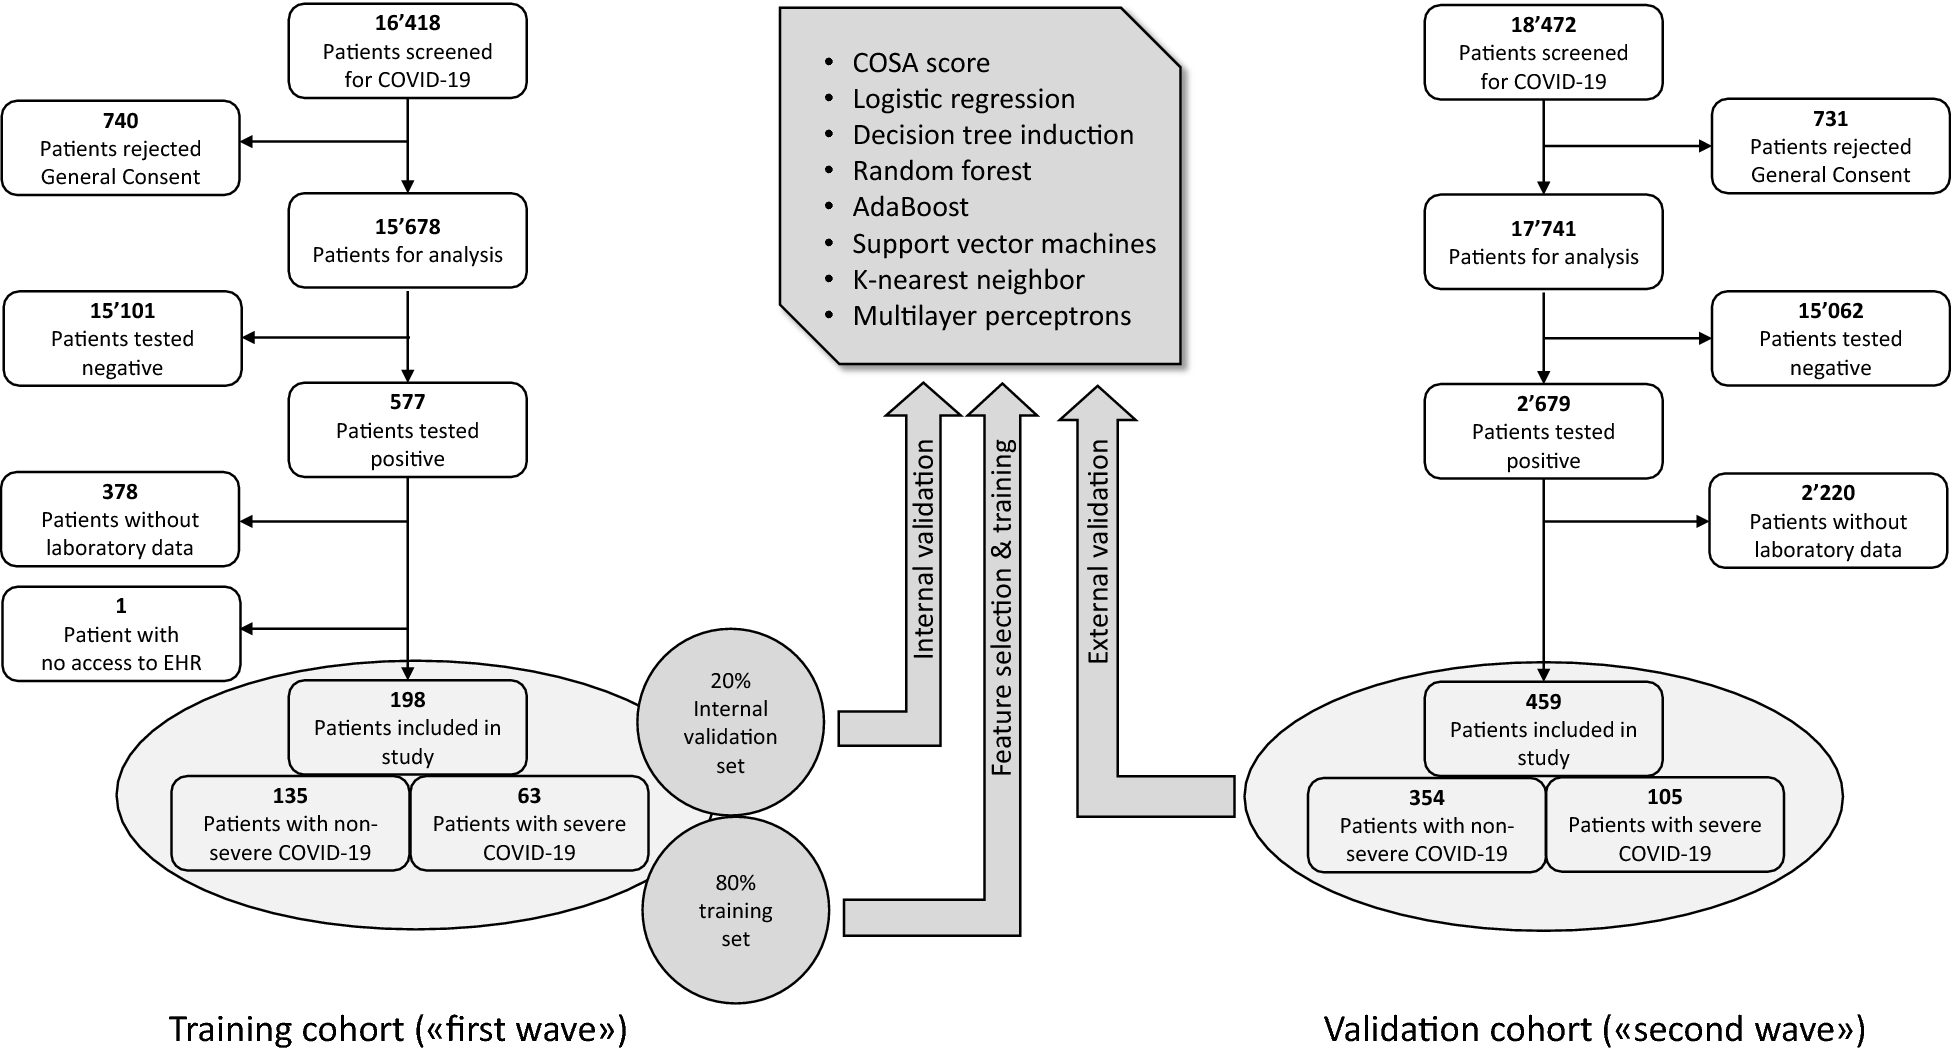 16’418
Patients screened
for COVID-19
740
Patients rejected
General Consent
15’678
Patients for analysis
15’101
Patients tested
negative
577
Patients tested
positive
378
Patients without
laboratory data
1
Patient with
no access to EHR
198
Patients included in
study
135
Patients with non-
severe COVID-19
63
Patients with severe
COVID-19
20%
Internal
validation
set
80%
training
set
Training cohort («first wave»)
• COSA score
• Logistic regression
• Decision tree induction
• Random forest
• AdaBoost
• Support vector machines
• K-nearest neighbor
• Multilayer perceptrons
Internal validation
Feature selection & training
External validation
18’472
Patients screened
for COVID-19
731
Patients rejected
General Consent
17’741
Patients for analysis
15’062
Patients tested
negative
2’679
Patients tested
positive
2’220
Patients without
laboratory data
459
Patients included in
study
354
Patients with non-
severe COVID-19
105
Patients with severe
COVID-19
Validation cohort («second wave»)